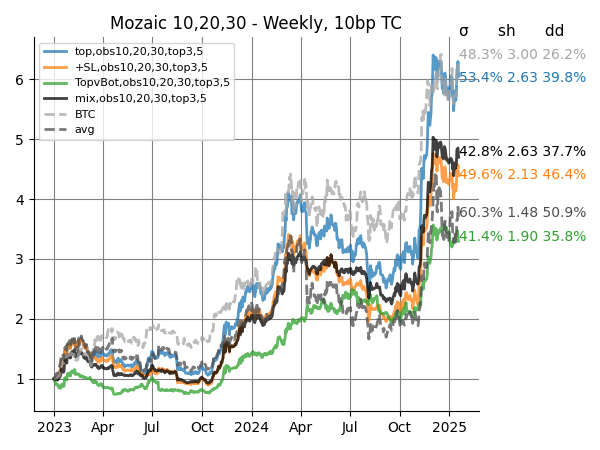 Mozaic 10,20,30 - Weekly, 10bp TC
σ sh dd
top,obs10,20,30,top3,5
+SL,obs10,20,30,top3,5
TopvBot,obs10,20,30,top3,5
mix,obs10,20,30,top3,5
BTC
avg
48.3% 3.00 26.2%
53.4% 2.63 39.8%
42.8% 2.63 37.7%
49.6% 2.13 46.4%
60.3% 1.48 50.9%
41.4% 1.90 35.8%
6
5
4
3
2
1
2023 Apr Jul Oct 2024 Apr Jul Oct 2025